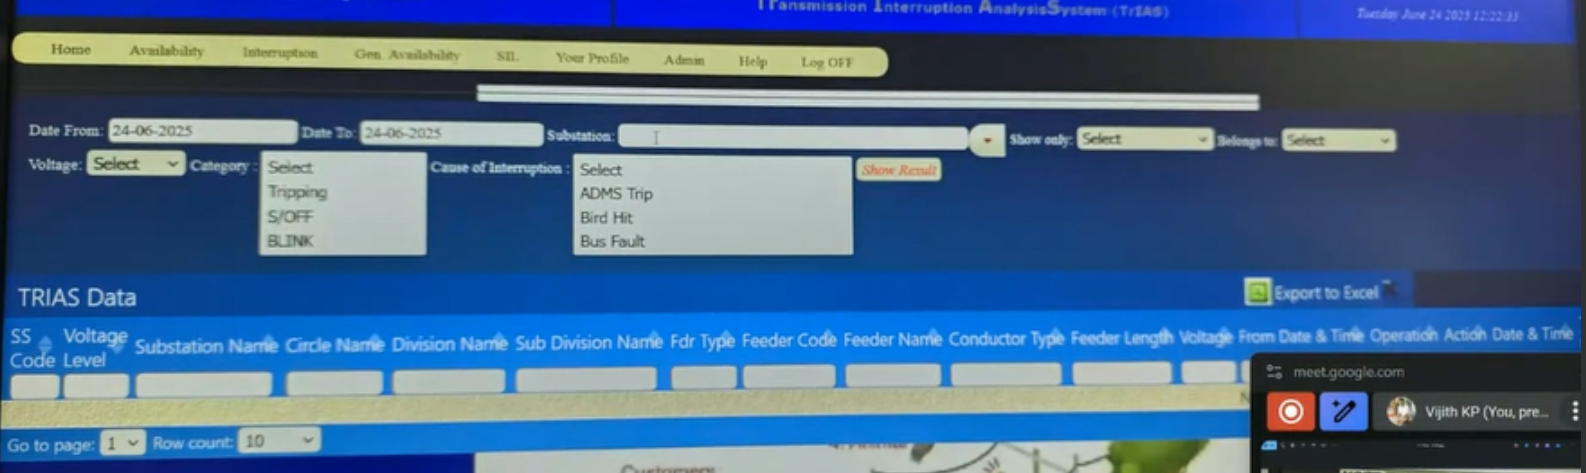 Transmission Interruption AnalysisSystem (TrIAS)
Tuesday June 24 2025 12:22:33
Home Availability Interruption Gen. Availability SIL Your Profile Admin Help Log OFF
Date From: 24-06-2025 Date To: 24-06-2025 Substation: Show only: Select Belongs to: Select
Voltage: Select Category : Select Cause of Interruption : Select Show Result
Tripping ADMS Trip
S/OFF Bird Hit
BLINK Bus Fault
TRIAS Data Export to Excel
SS Code Voltage Level Substation Name Circle Name Division Name Sub Division Name Fdr Type Feeder Code Feeder Name Conductor Type Feeder Length Voltage From Date & Time Operation Action Date & Time
meet.google.com
Vijith KP (You, pre...
Go to page: 1 Row count: 10
Customers